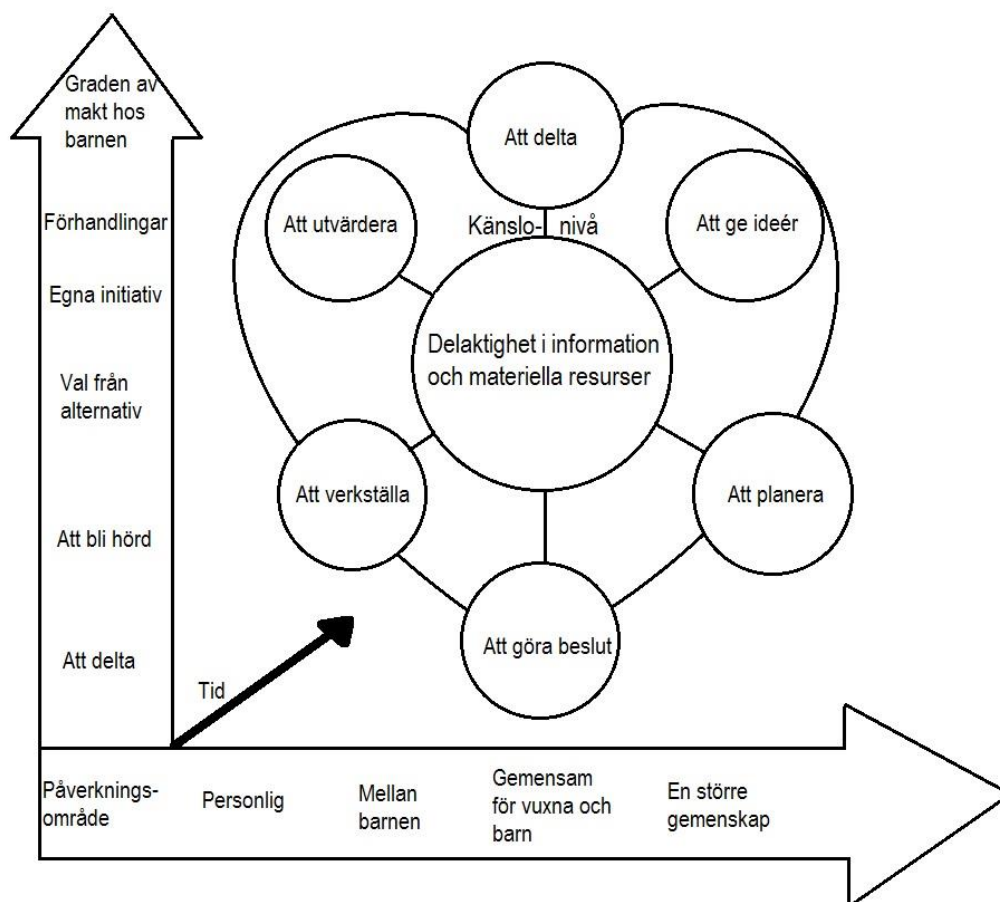 Graden av
makt hos
barnen
Förhandlingar
Egna initiativ
Val från
alternativ
Att bli hörd
Att delta
Att delta
Att utvärdera
Känslo- nivå
Att ge ideér
Delaktighet i information
och materiella resurser
Att verkställa
Att planera
Att göra beslut
Tid
Påverknings-
område
Personlig
Mellan
barnen
Gemensam
för vuxna och
barn
En större
gemenskap